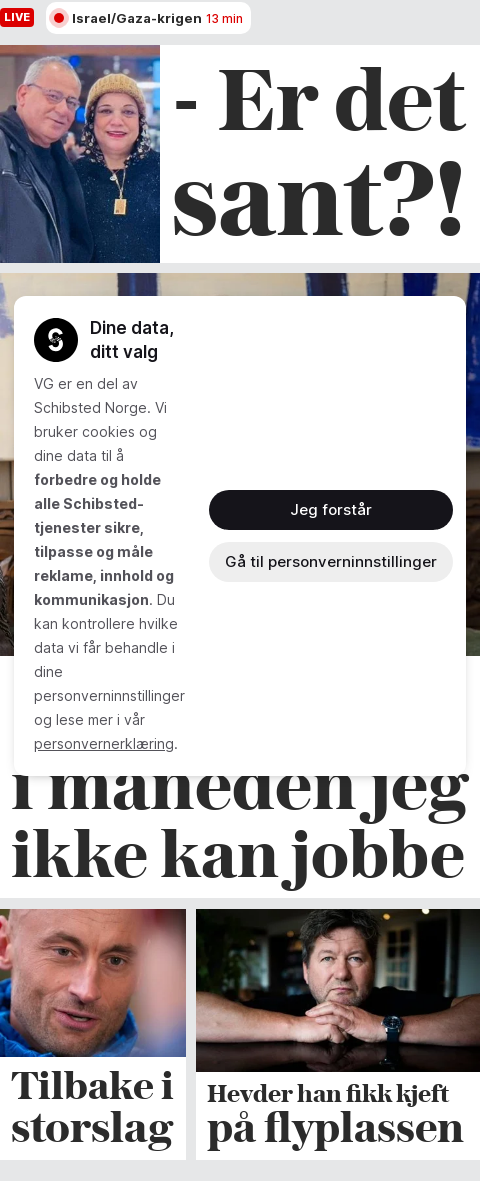 LIVE
Israel/Gaza-krigen 13 min
- Er det
sant?!
Dine data,
ditt valg
VG er en del av
Schibsted Norge. Vi
bruker cookies og
dine data til å
forbedre og holde
alle Schibsted-
tjenester sikre,
tilpasse og måle
reklame, innhold og
kommunikasjon. Du
kan kontrollere hvilke
data vi får behandle i
dine
personverninnstillinger
og lese mer i vår
personvernerklæring.
Jeg forstår
Gå til personverninnstillinger
i måneden jeg
ikke kan jobbe
Tilbake i
storslag
Hevder han fikk kjeft
på flyplassen